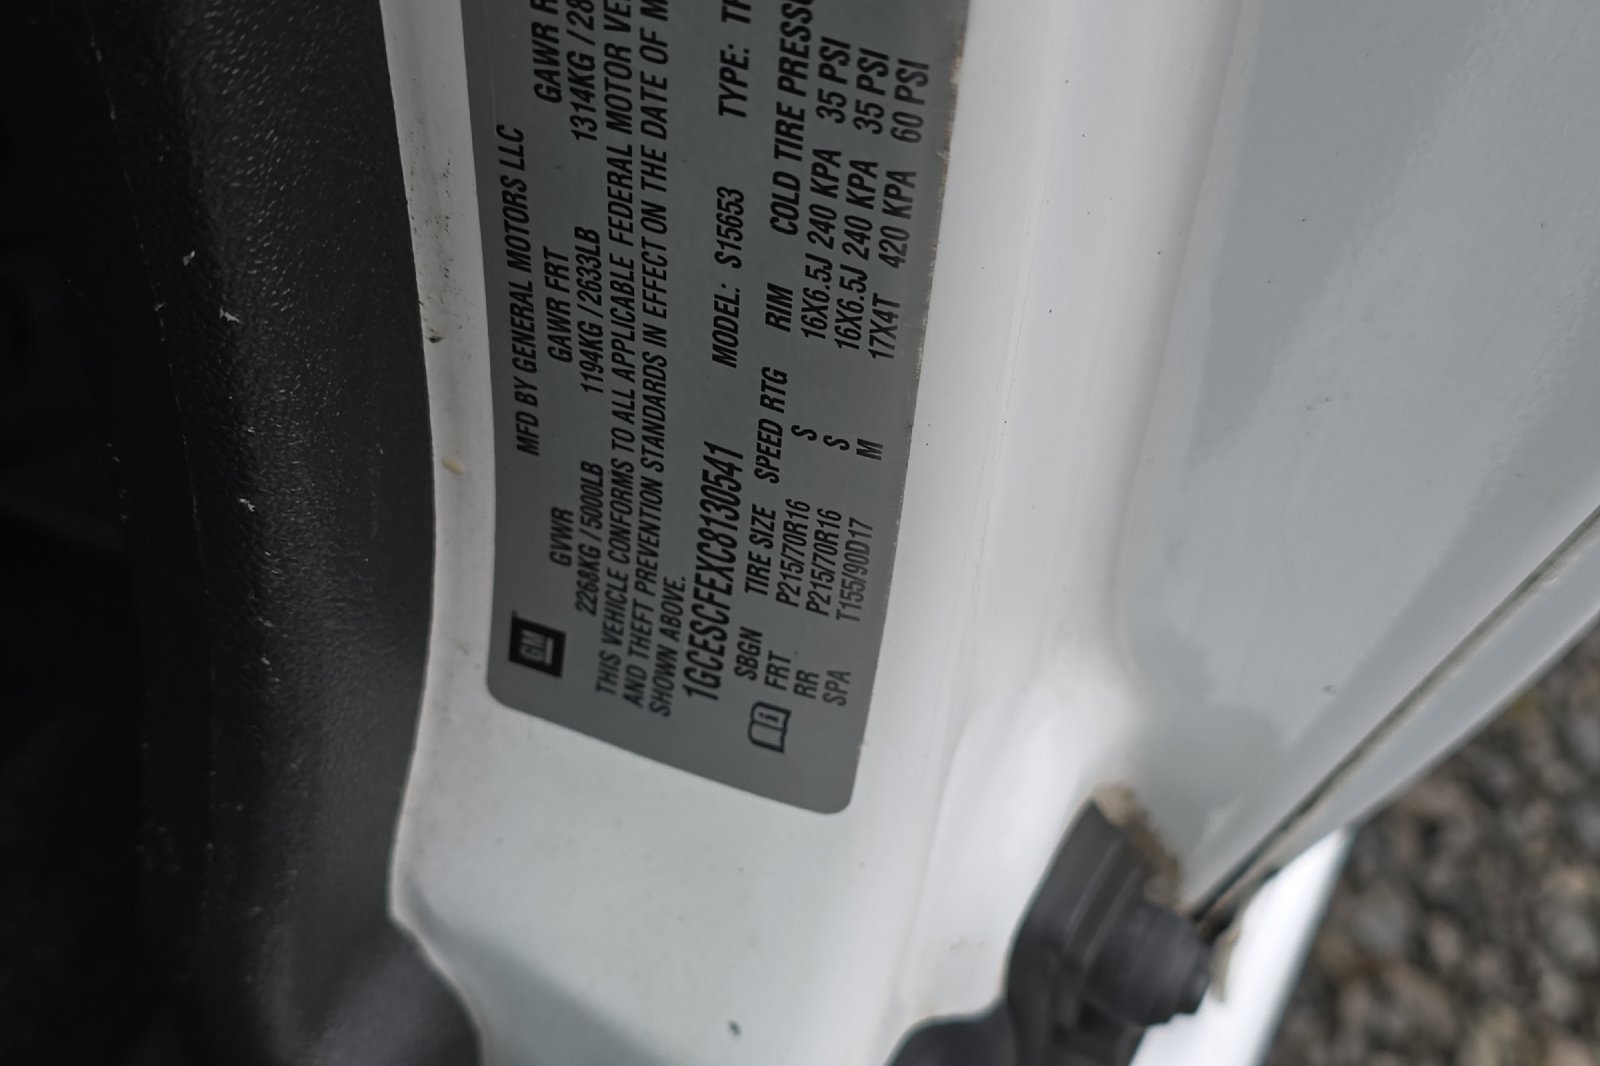 GM
MFD BY GENERAL MOTORS LLC
GVWR GAWR FRT GAWR
2268KG / 5000LB 1194KG / 2633LB 1314KG /
THIS VEHICLE CONFORMS TO ALL APPLICABLE FEDERAL MOTOR
AND THEFT PREVENTION STANDARDS IN EFFECT ON THE DATE OF
SHOWN ABOVE.
1GCESCFEXC8130541 MODEL: S15653 TYPE:
SBGN TIRE SIZE SPEED RTG RIM COLD TIRE
FRT P215/70R16 S 16X6.5J 240 KPA 35 PSI
RR P215/70R16 S 16X6.5J 240 KPA 35 PSI
SPA T155/90D17 M 17X4T 420 KPA 60 PSI